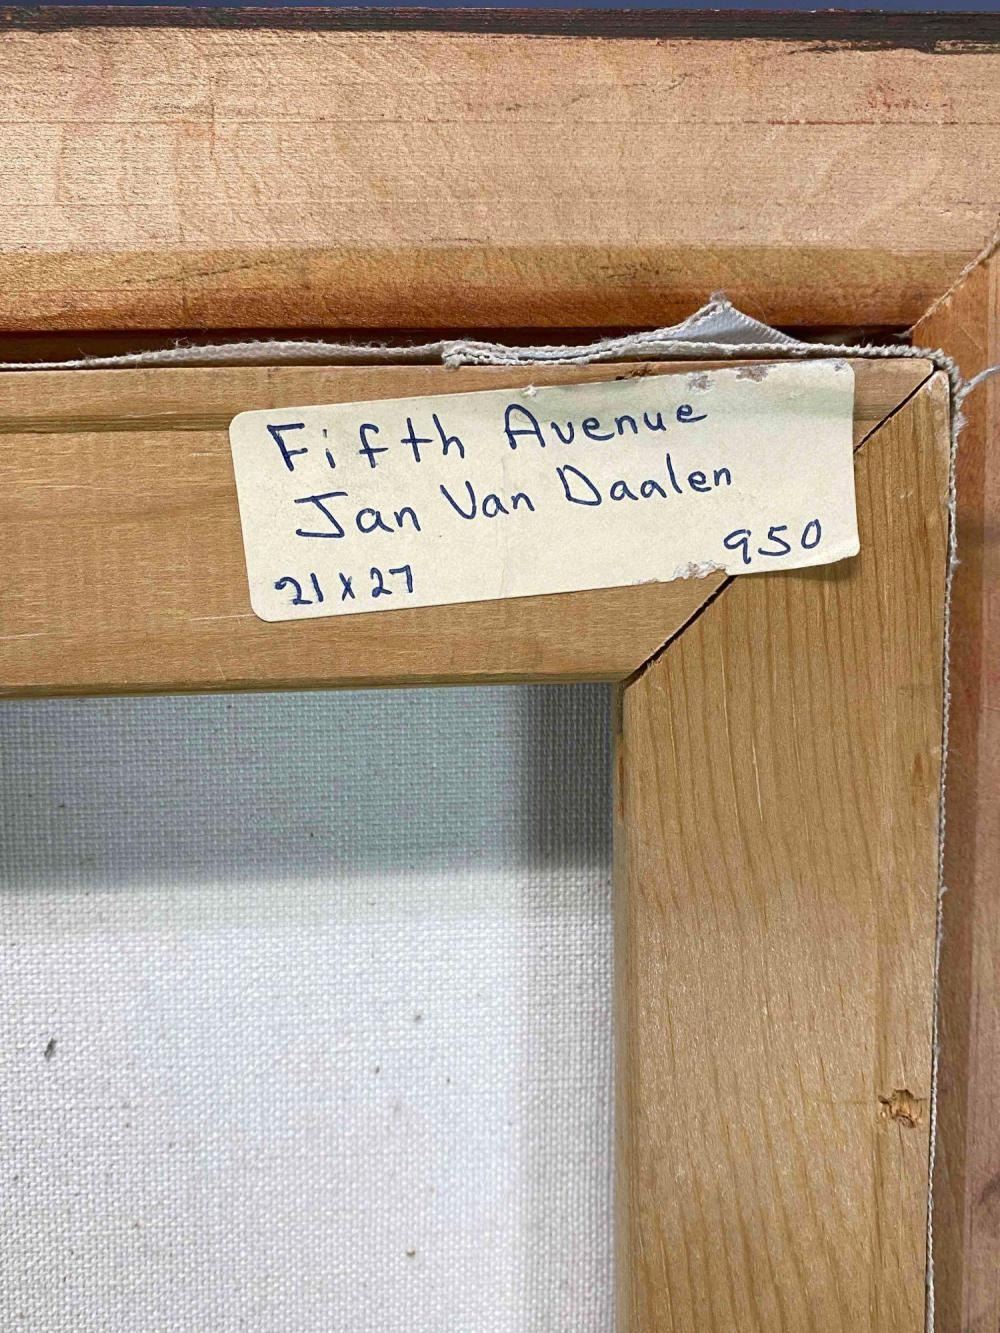 Fifth Avenue
Jan Van Daalen
21 x 27 950